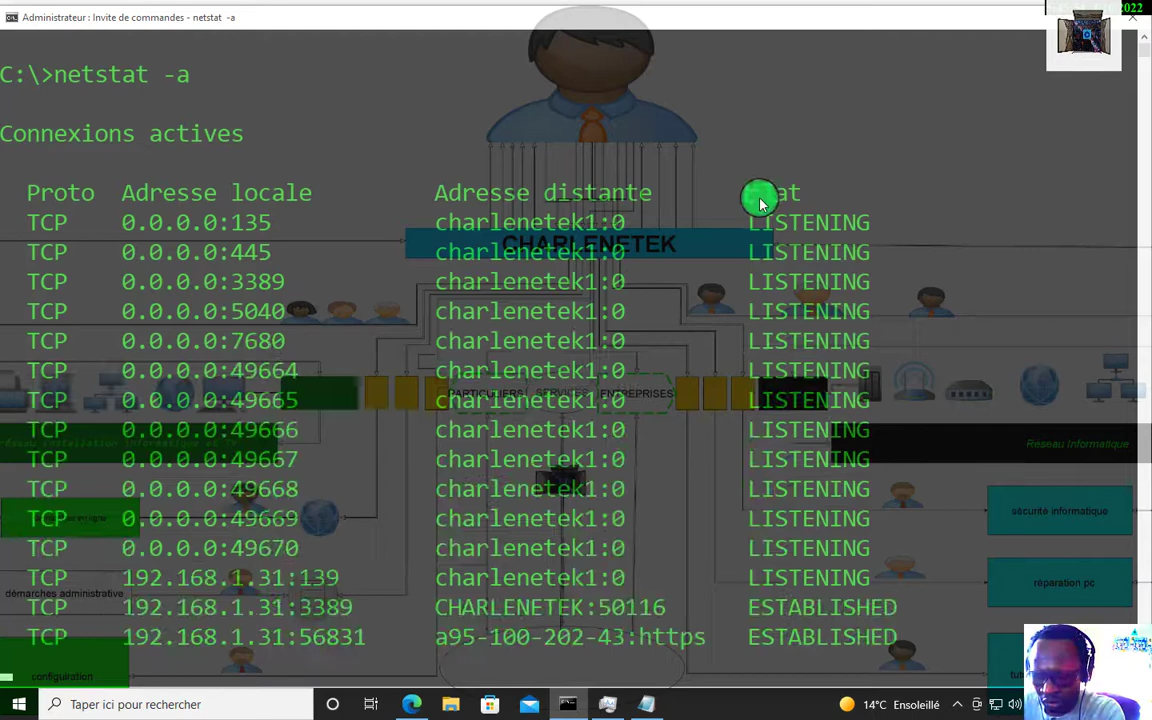 2022
Administrateur : Invite de commandes - netstat -a
C:\>netstat -a
Connexions actives
Proto Adresse locale Adresse distante
TCP 0.0.0.0:135 charlenetek1:0 LISTENING
CHARLENETEK
TCP 0.0.0.0:445 charlenetek1:0 LISTENING
TCP 0.0.0.0:3389 charlenetek1:0 LISTENING
TCP 0.0.0.0:5040 charlenetek1:0 LISTENING
TCP 0.0.0.0:7680 charlenetek1:0 LISTENING
TCP 0.0.0.0:49664 charlenetek1:0 LISTENING
PARTICULIERS SERVICES ENTREPRISES
TCP 0.0.0.0:49665 charlenetek1:0 LISTENING
TCP 0.0.0.0:49666 charlenetek1:0 LISTENING
Réseau Informatique
TCP 0.0.0.0:49667 charlenetek1:0 LISTENING
TCP 0.0.0.0:49668 charlenetek1:0 LISTENING
sécurité informatique
TCP 0.0.0.0:49669 charlenetek1:0 LISTENING
TCP 0.0.0.0:49670 charlenetek1:0 LISTENING
TCP 192.168.1.31:139 charlenetek1:0 LISTENING
réparation pc
démarches administrative
TCP 192.168.1.31:3389 CHARLENETEK:50116 ESTABLISHED
TCP 192.168.1.31:56831 a95-100-202-43:https ESTABLISHED
configuiration
Taper ici pour rechercher
14°C Ensoleillé